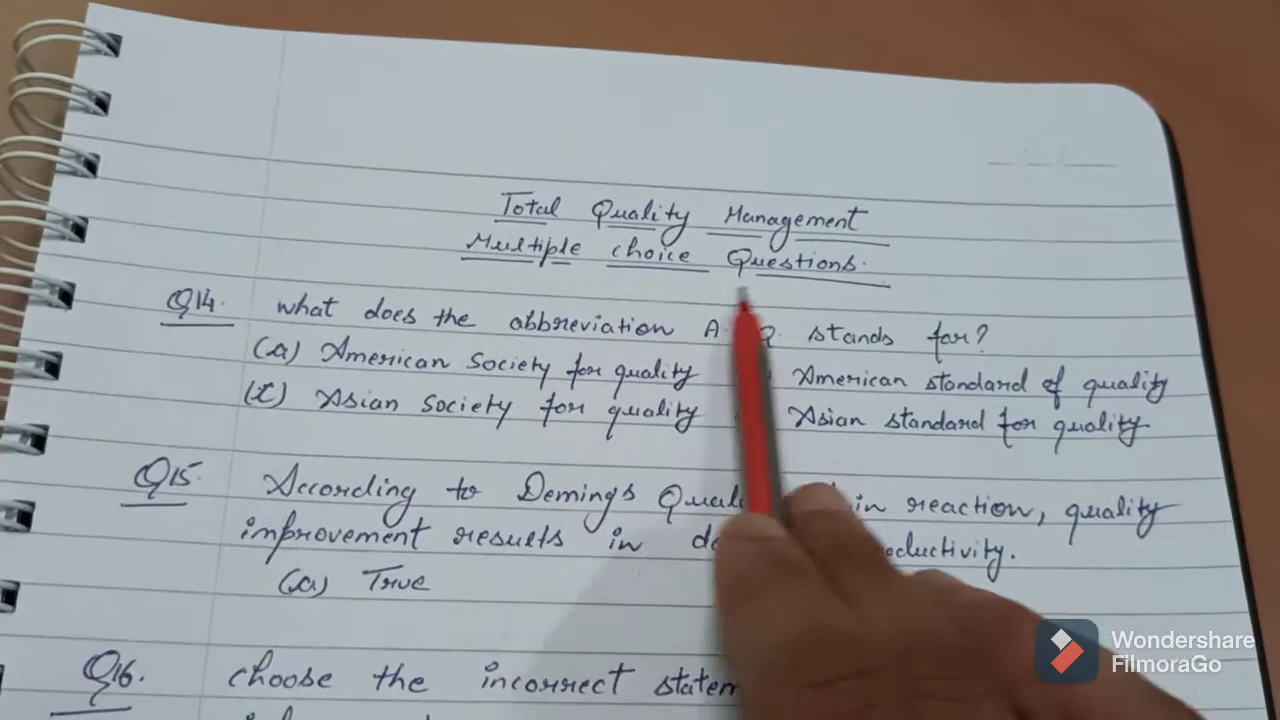 Total Quality Management
Multiple choice Questions.
Q14. what does the abbreviation A. Q. stands for?
(a) American Society for quality American standard of quality
(c) Asian society for quality Asian standard for quality
Q15. According to Deming's in reaction, quality
improvement results in
(a) True
Q16. choose the incorrect
Wondershare
FilmoraGo